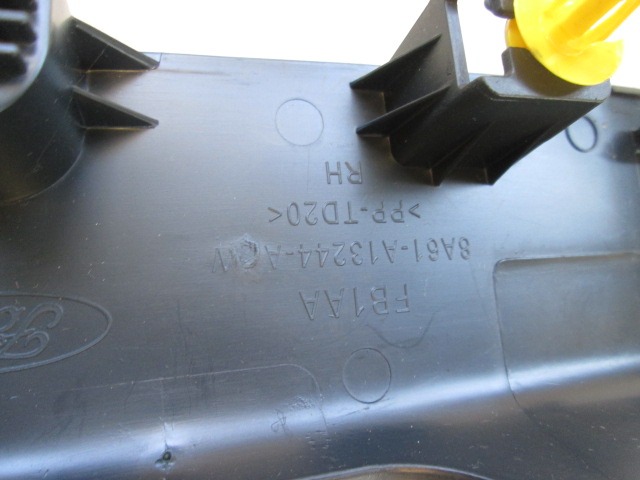 FB1AA
8A61-A13244-ACW
>PP-TD20<
RH